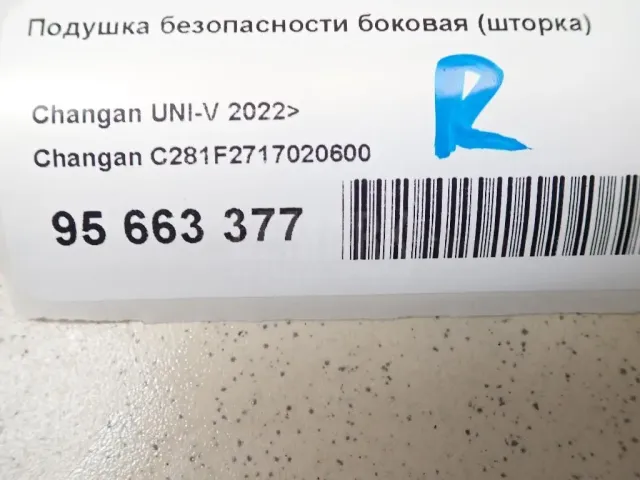 Подушка безопасности боковая (шторка)
R
Changan UNI-V 2022>
Changan C281F2717020600
95 663 377